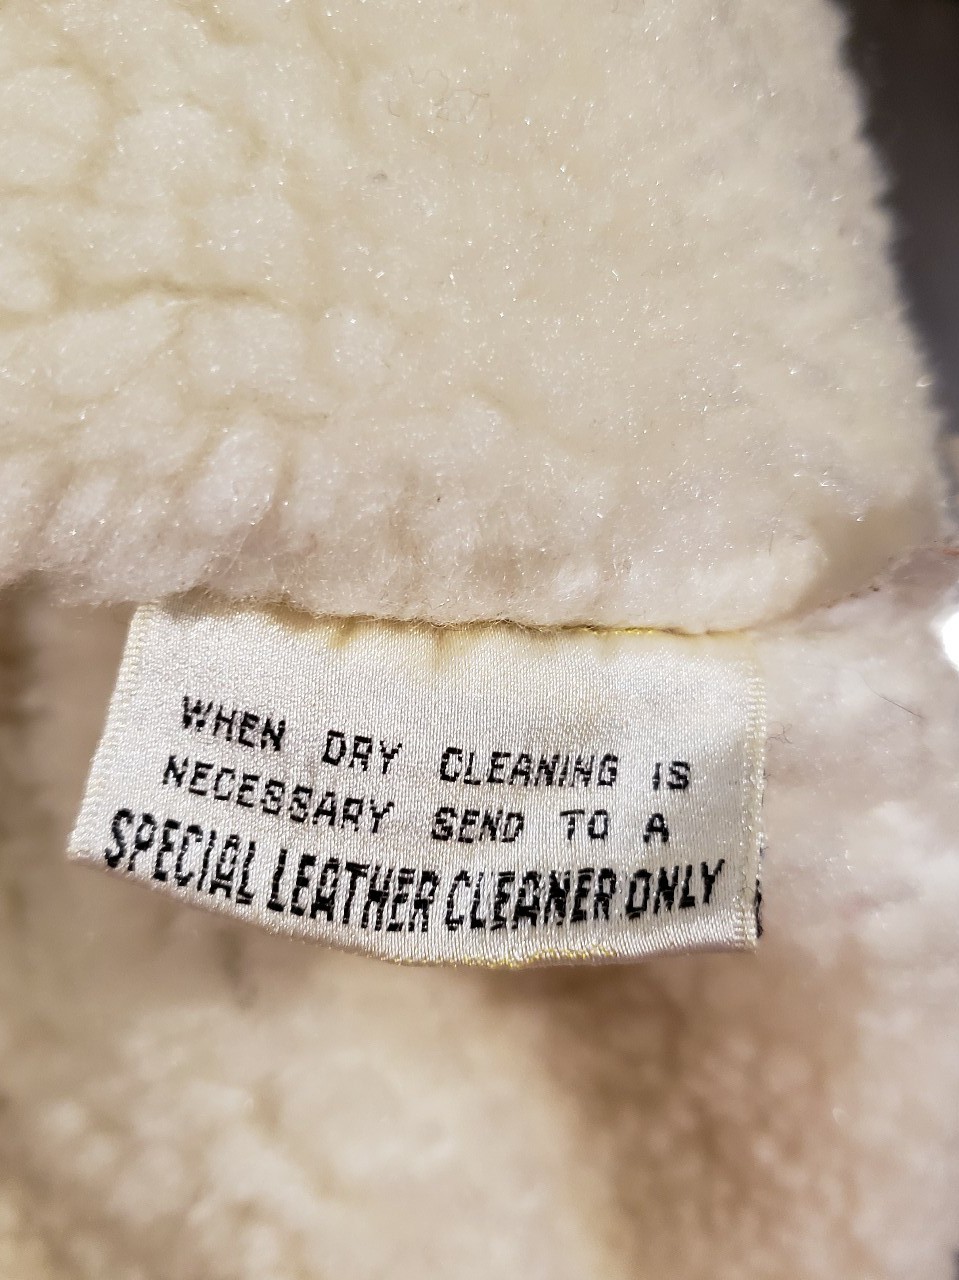 WHEN DRY CLEANING IS
NECESSARY SEND TO A
SPECIAL LEATHER CLEANER ONLY